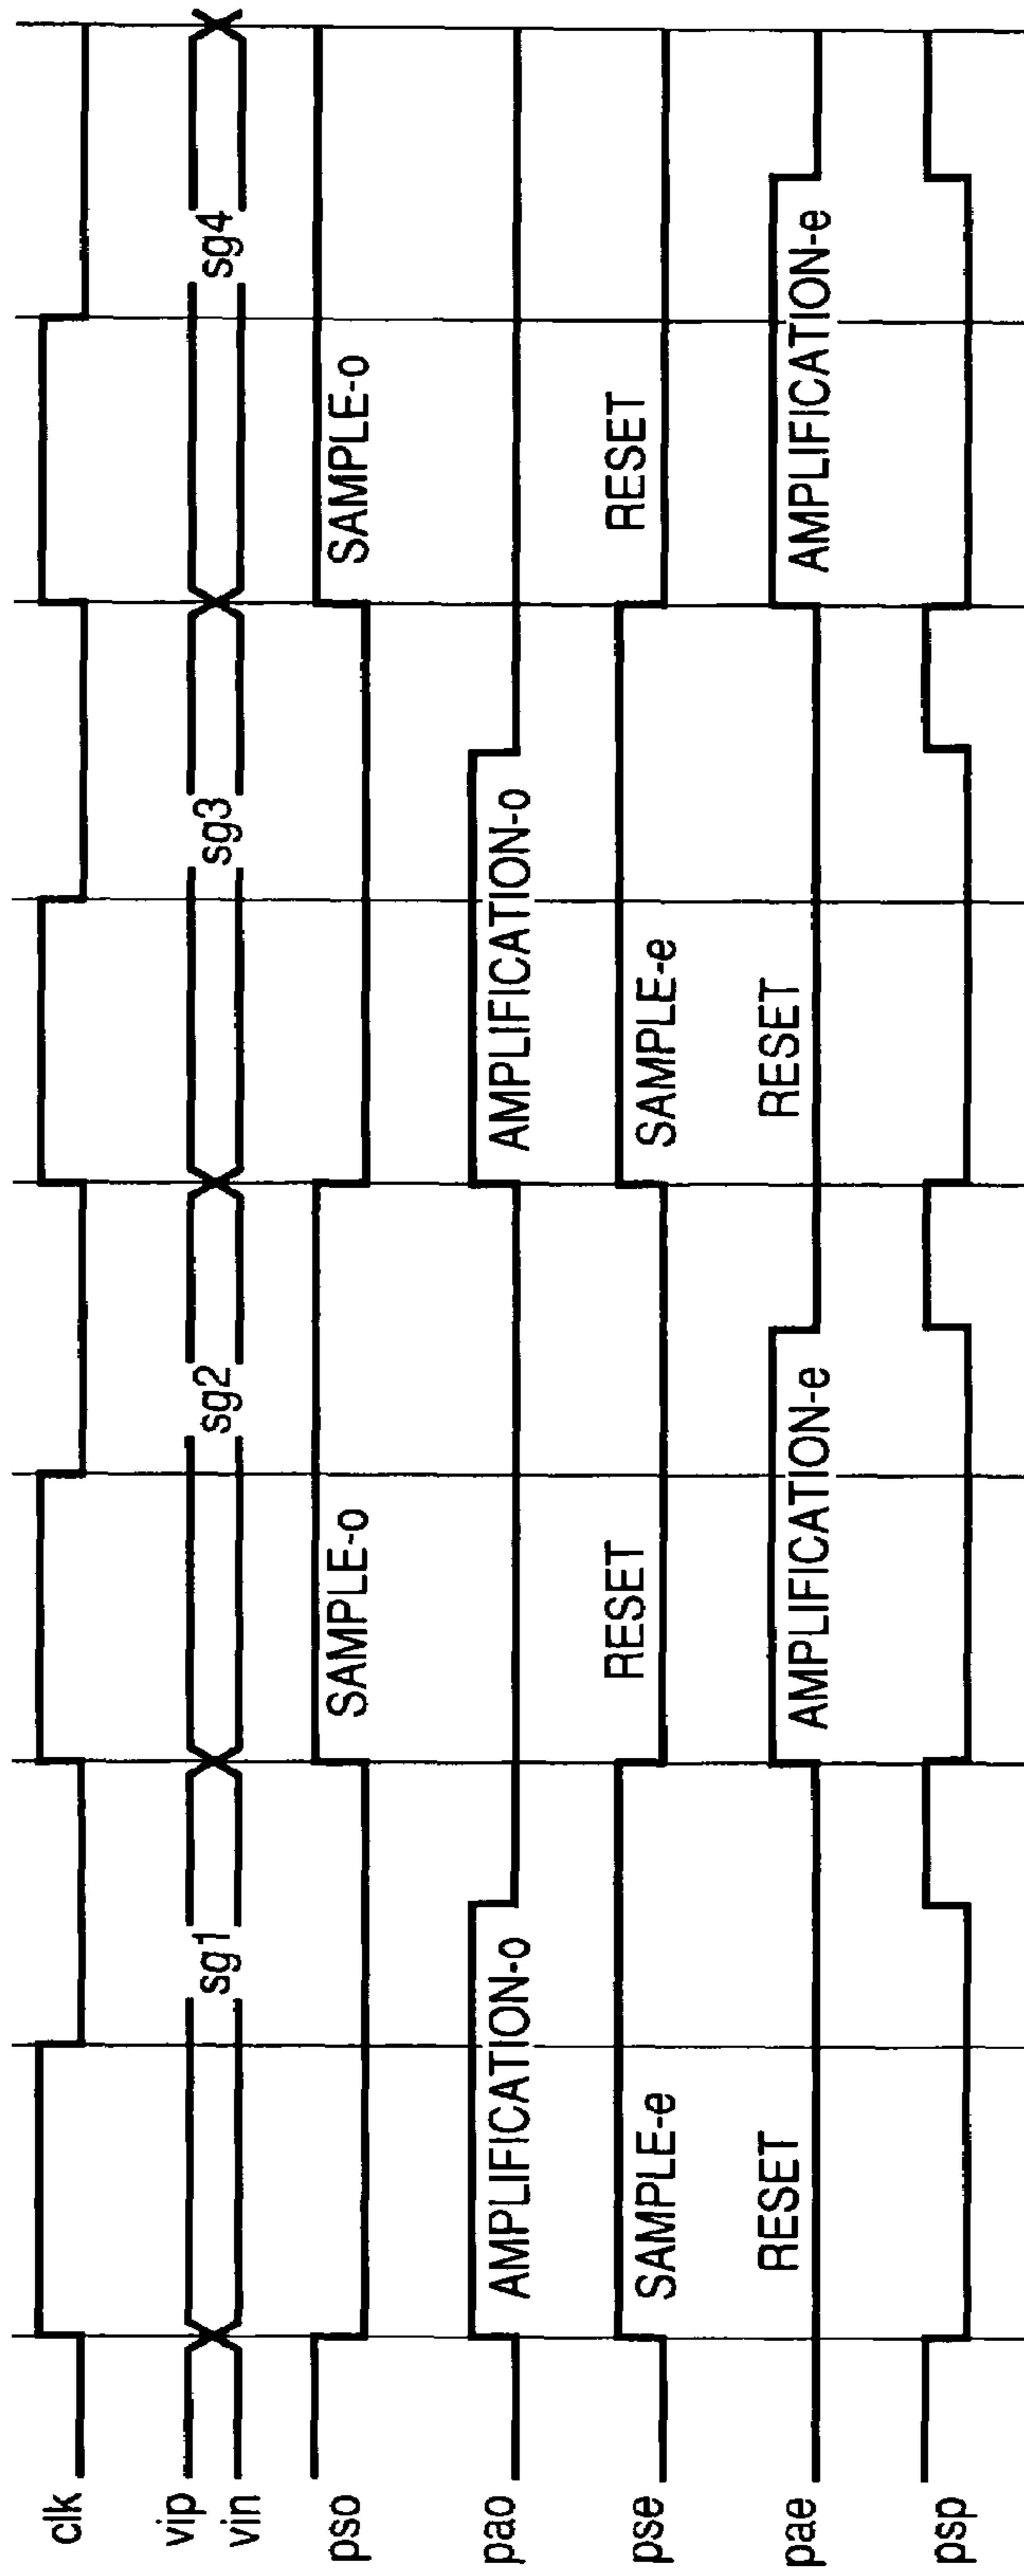 clk
vip sg1 sg2 sg3 sg4
vin
pso SAMPLE-o SAMPLE-o
pao AMPLIFICATION-o AMPLIFICATION-o
pse SAMPLE-e RESET SAMPLE-e RESET
pae RESET AMPLIFICATION-e RESET AMPLIFICATION-e
psp